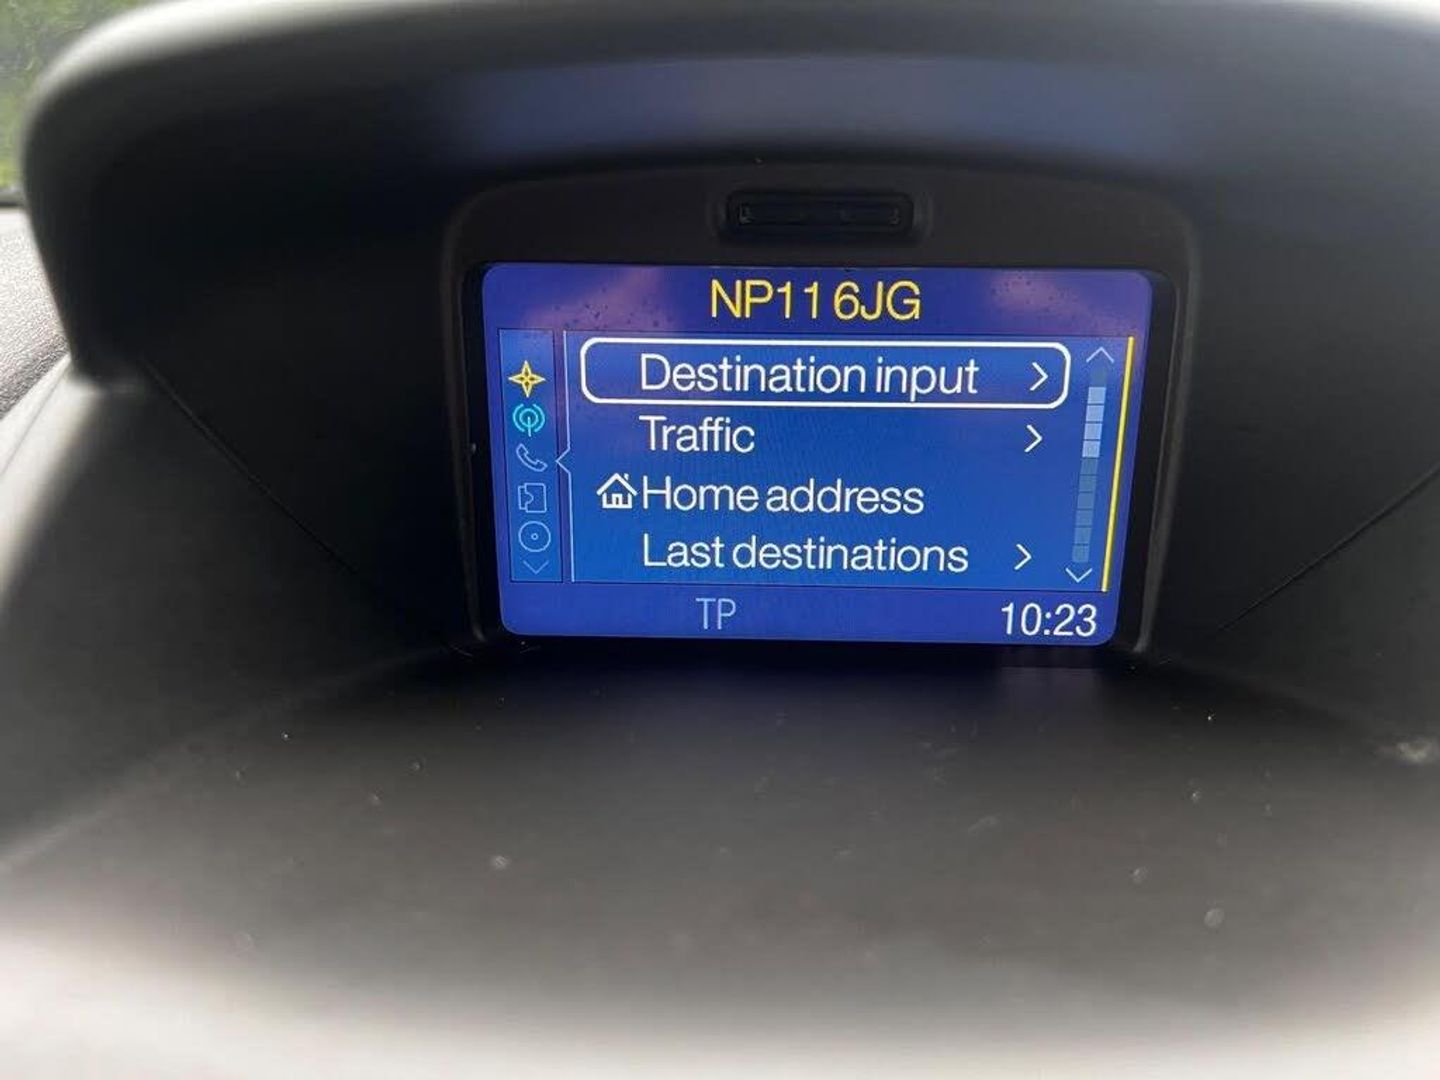 NP11 6JG
Destination input
Traffic
Home address
Last destinations
TP
10:23